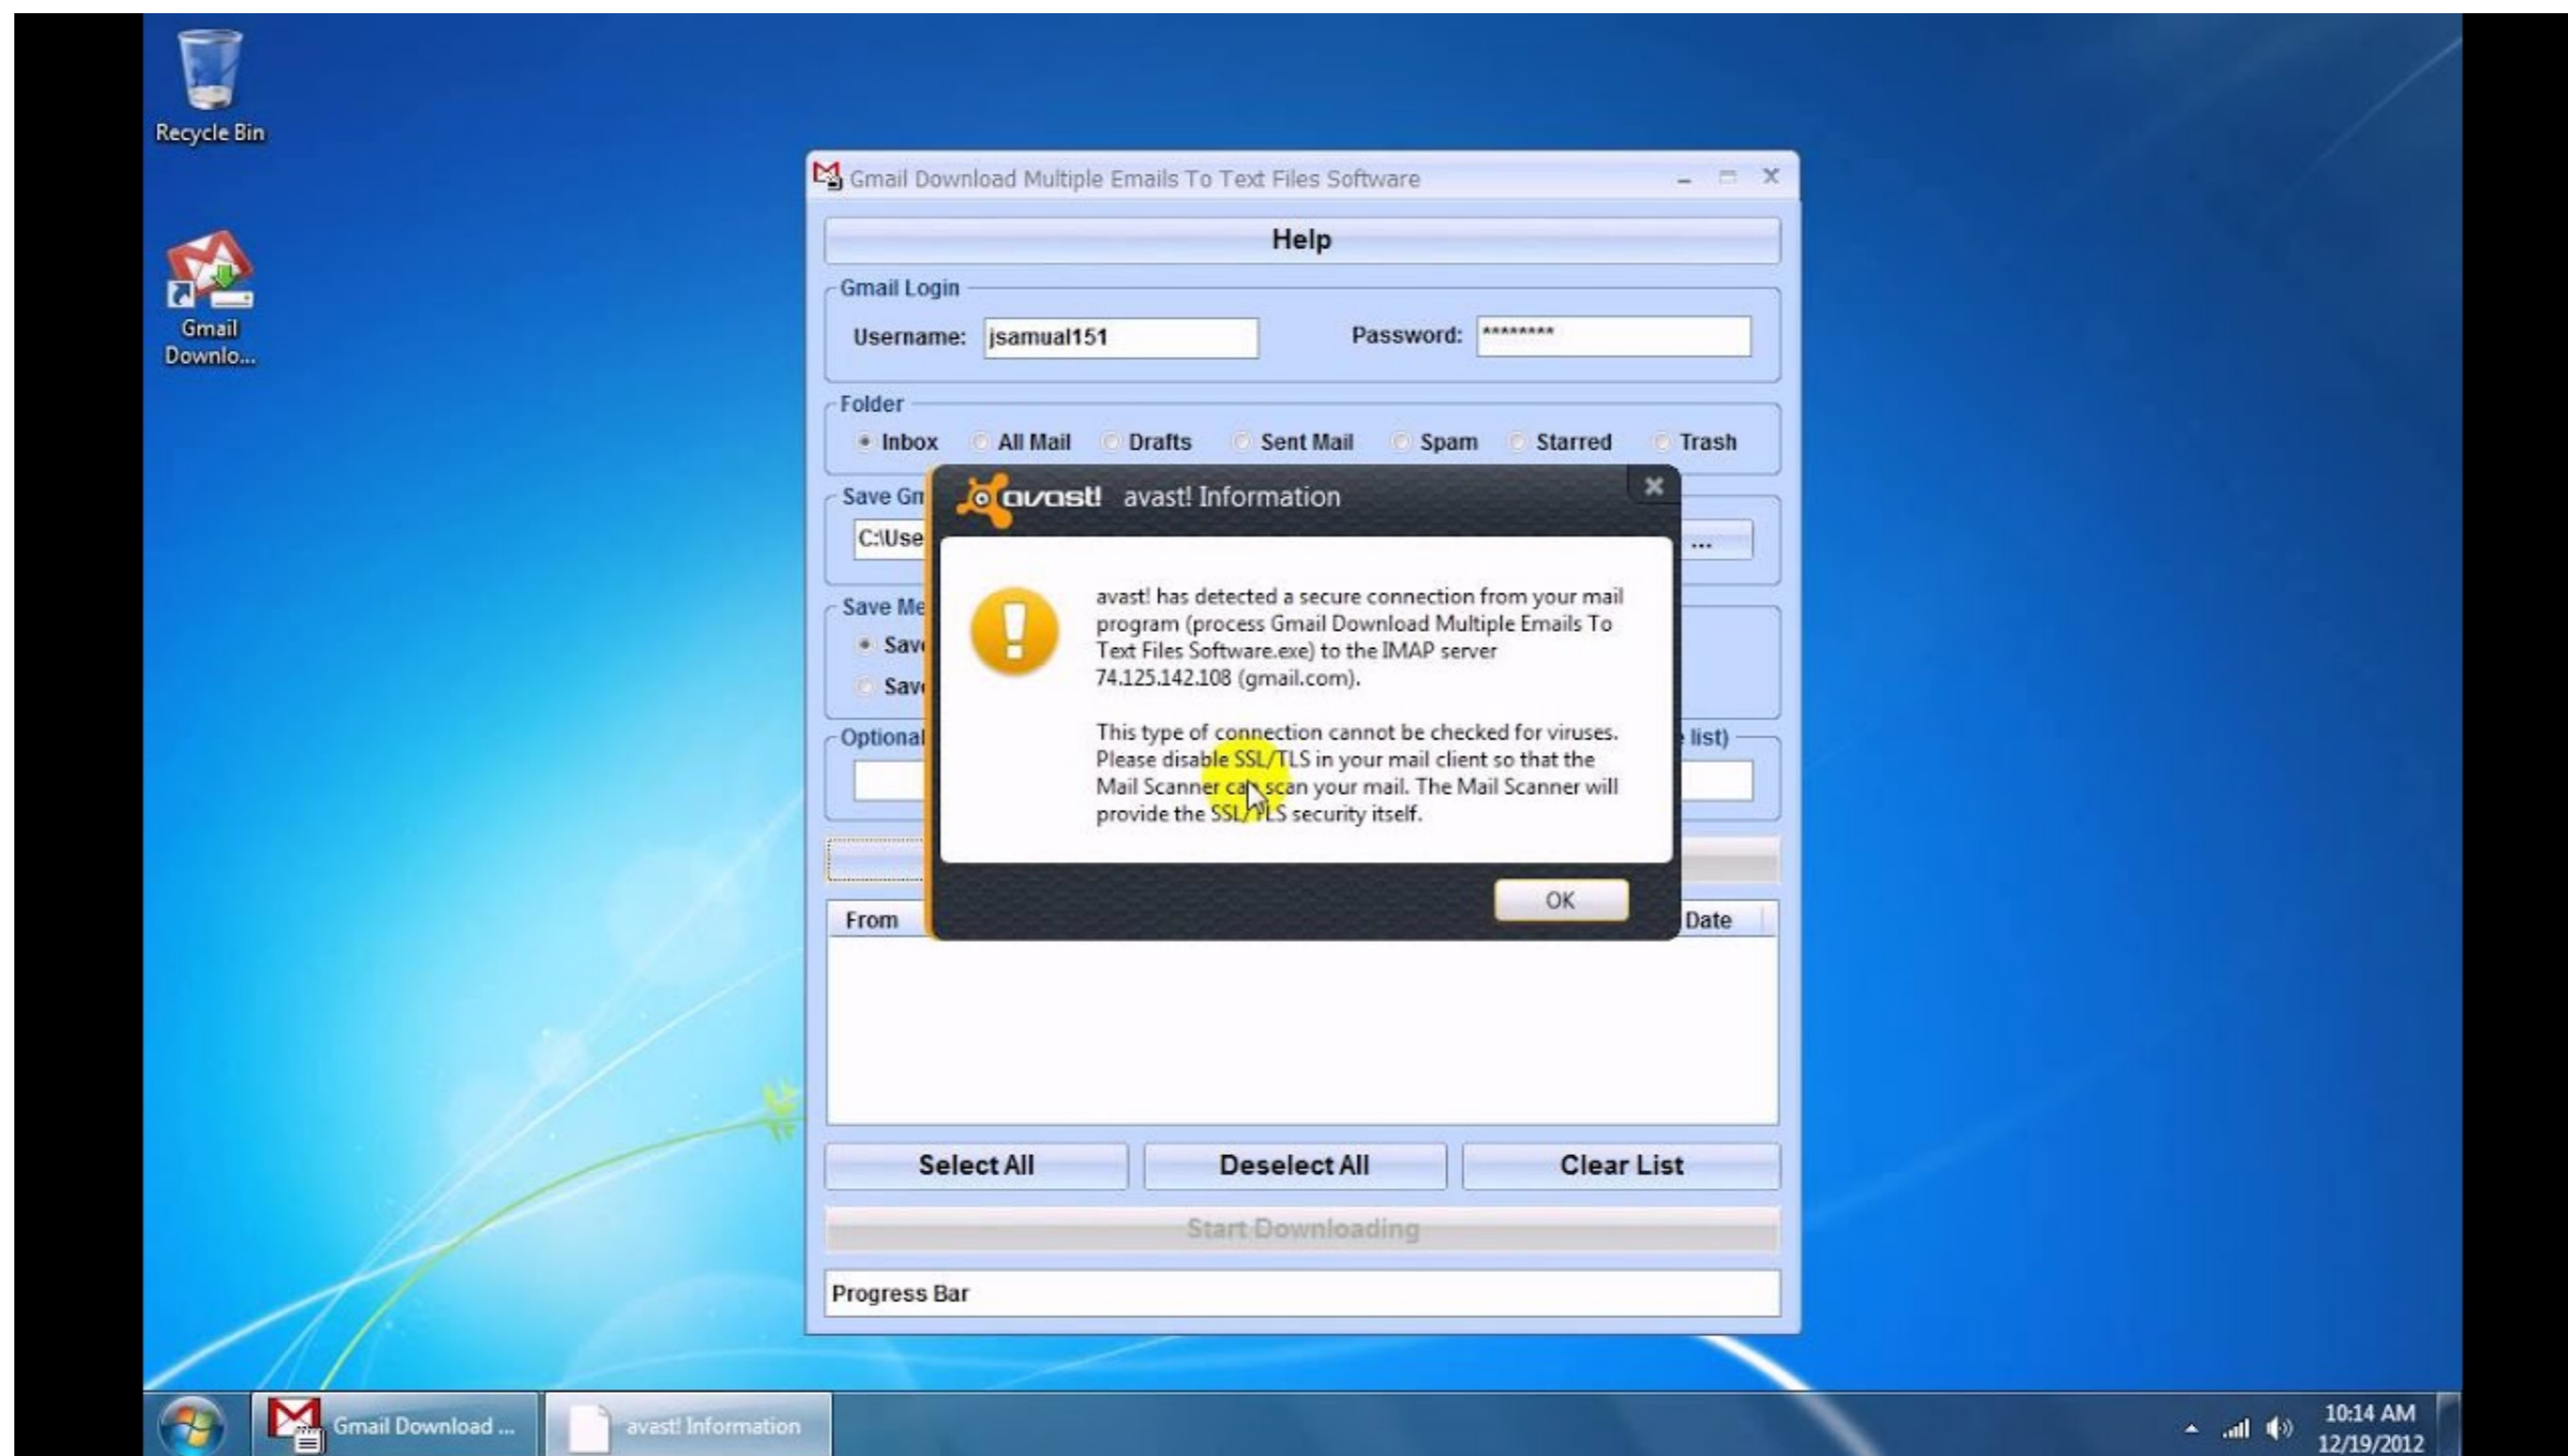 Recycle Bin
Gmail
Downlo...
Gmail Download Multiple Emails To Text Files Software
Help
Gmail Login
Username: jsamual151 Password: ********
Folder
Inbox All Mail Drafts Sent Mail Spam Starred Trash
Save Gm
C:\Use
...
Save Me
Save
Save
Optional
list)
avast! avast! Information
avast! has detected a secure connection from your mail
program (process Gmail Download Multiple Emails To
Text Files Software.exe) to the IMAP server
74.125.142.108 (gmail.com).
This type of connection cannot be checked for viruses.
Please disable SSL/TLS in your mail client so that the
Mail Scanner can scan your mail. The Mail Scanner will
provide the SSL/TLS security itself.
OK
From Date
Select All Deselect All Clear List
Start Downloading
Progress Bar
Gmail Download ... avast! Information
10:14 AM
12/19/2012